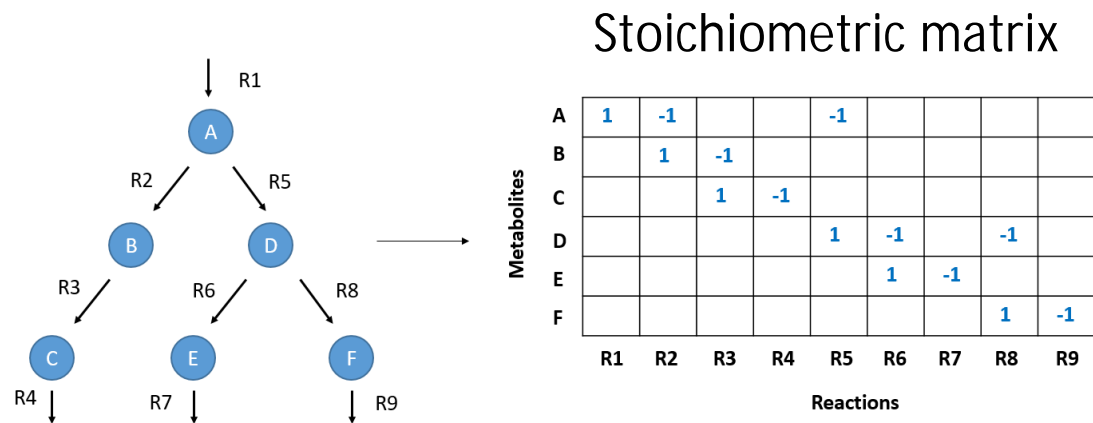 Stoichiometric matrix
R1
A
R2
R5
B
D
R3
R6
R8
C
E
F
R4
R7
R9
Metabolites
A 1 -1 -1
B 1 -1
C 1 -1
D 1 -1 -1
E 1 -1
F 1 -1
R1 R2 R3 R4 R5 R6 R7 R8 R9
Reactions